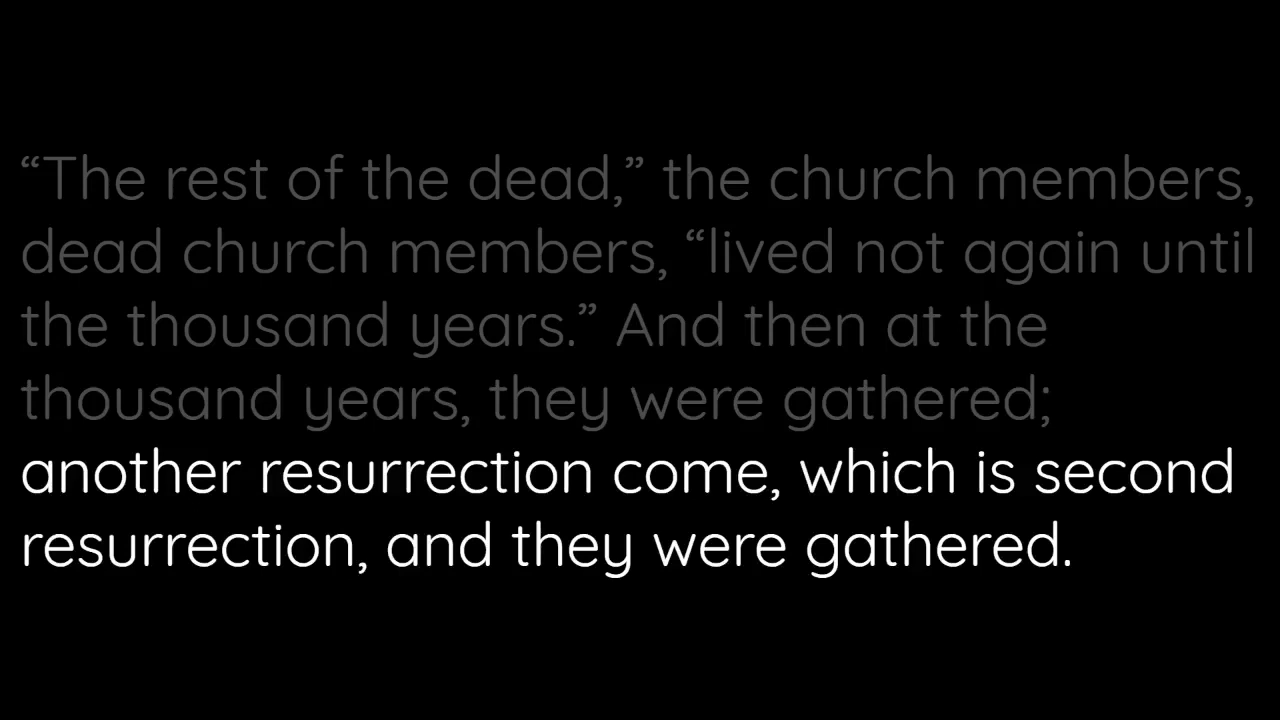 “The rest of the dead,” the church members,
dead church members, “lived not again until
the thousand years.” And then at the
thousand years, they were gathered;
another resurrection come, which is second
resurrection, and they were gathered.